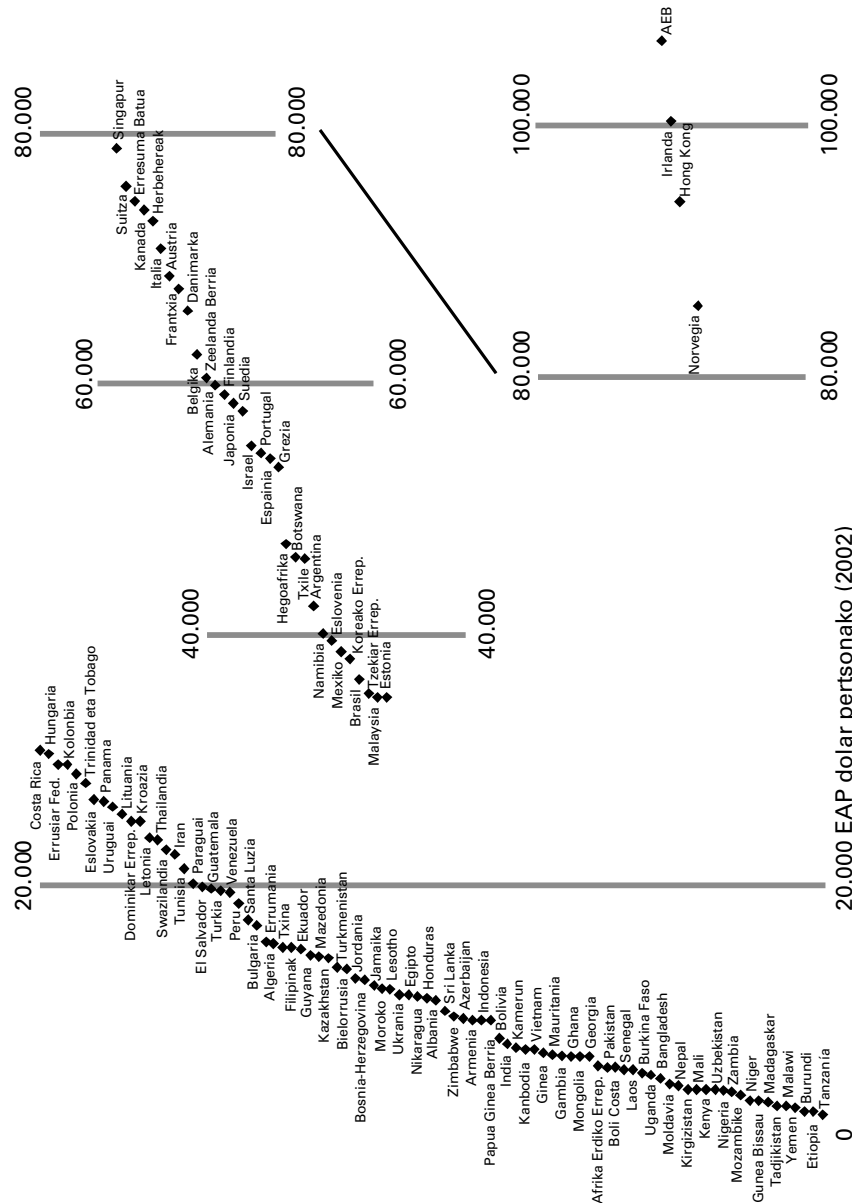 20.000
Costa Rica
Hungaria
Errusiar Fed.
Kolonbia
Polonia
Trinidad eta Tobago
Eslovakia
Panama
Uruguai
Lituania
Dominikar Errep.
Kroazia
Letonia
Thailandia
Swazilandia
Iran
Tunisia
Paraguai
El Salvador
Guatemala
Turkia
Venezuela
Peru
Santa Luzia
Bulgaria
Errumania
Algeria
Txina
Filipinak
Ekuador
Guyana
Mazedonia
Kazakhstan
Turkmenistan
Bielorrusia
Jordania
Bosnia-Herzegovina
Jamaika
Moroko
Lesotho
Ukrania
Egipto
Nikaragua
Honduras
Albania
Sri Lanka
Zimbabwe
Azerbaijan
Armenia
Indonesia
Papua Ginea Berria
Bolivia
India
Kamerun
Kanbodia
Vietnam
Ginea
Mauritania
Gambia
Ghana
Mongolia
Georgia
Afrika Erdiko Errep.
Pakistan
Boli Costa
Senegal
Laos
Burkina Faso
Uganda
Bangladesh
Moldavia
Nepal
Kirgizistan
Mali
Kenya
Uzbekistan
Nigeria
Zambia
Mozambike
Niger
Gunea Bissau
Madagaskar
Tadjikistan
Malawi
Yemen
Burundi
Etiopia
Tanzanía
0
20.000 EAP dolar pertsonako (2002)
80.000
Singapur
Suitza
Erresuma Batua
Kanada
Herbehereak
Italia
Austria
Frantxia
Danimarka
60.000
Belgika
Zeelanda Berria
Alemania
Finlandia
Japonia
Suedia
Israel
Portugal
Espainia
Grezia
Hegoafrika
Botswana
Txile
Argentina
40.000
Namibia
Eslovenia
Mexiko
Koreako Errep.
Brasil
Tzekiar Errep.
Malaysia
Estonia
40.000
60.000
80.000
80.000
100.000
AEB
Irlanda
Hong Kong
Norvegia
80.000
100.000